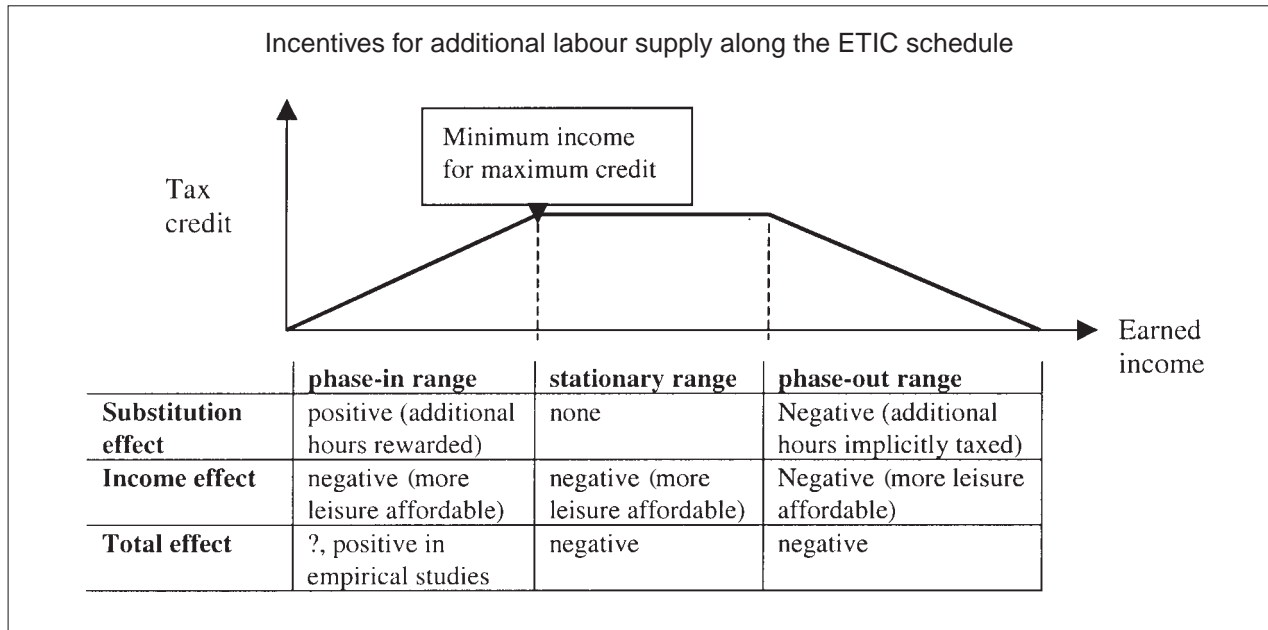 Incentives for additional labour supply along the ETIC schedule
Minimum income
for maximum credit
Tax
credit
Earned
income
phase-in range stationary range phase-out range
Substitution
effect
positive (additional
hours rewarded)
none
Negative (additional
hours implicitly taxed)
Income effect
negative (more
leisure affordable)
negative (more
leisure affordable)
Negative (more leisure
affordable)
Total effect
?, positive in
empirical studies
negative
negative